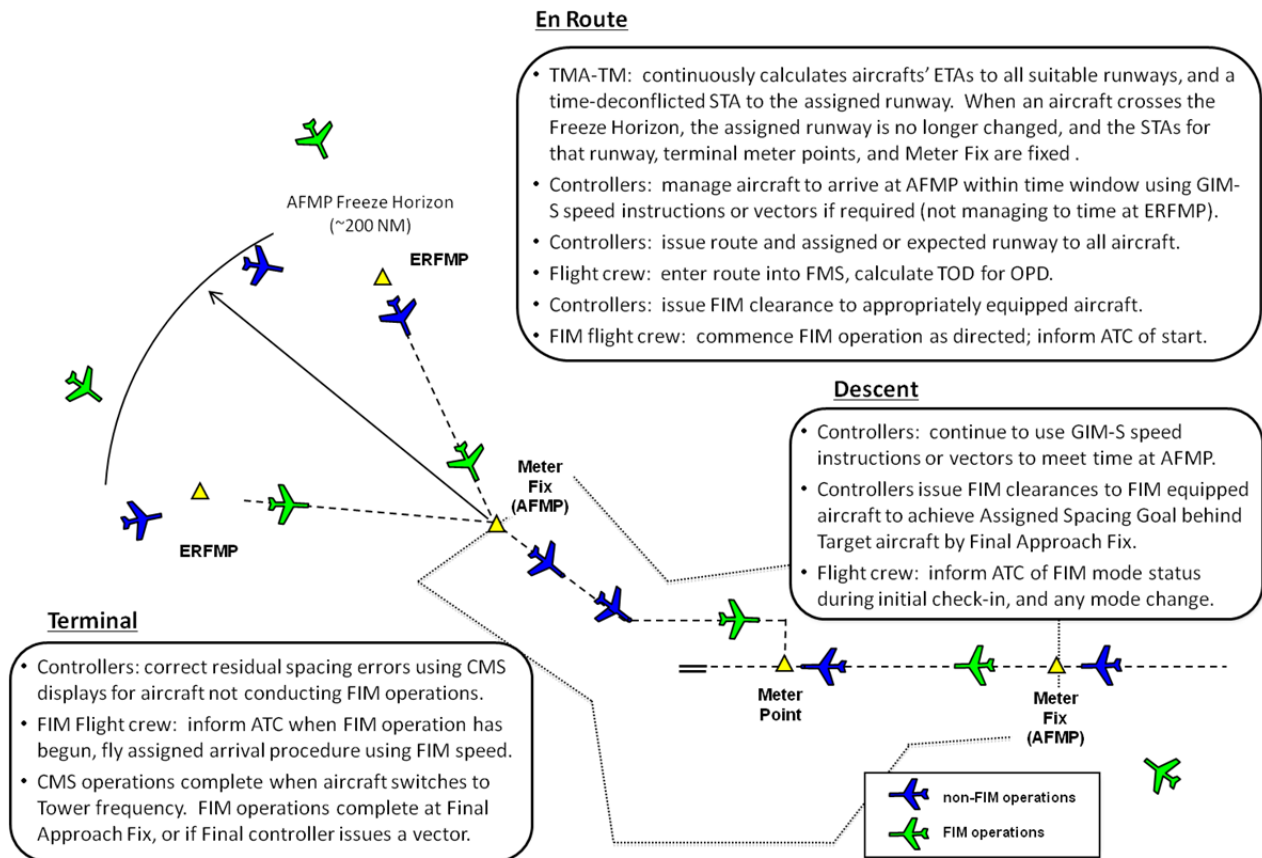 En Route
• TMA-TM: continuously calculates aircrafts' ETAs to all suitable runways, and a
time-deconflicted STA to the assigned runway. When an aircraft crosses the
Freeze Horizon, the assigned runway is no longer changed, and the STAs for
that runway, terminal meter points, and Meter Fix are fixed .
• Controllers: manage aircraft to arrive at AFMP within time window using GIM-
S speed instructions or vectors if required (not managing to time at ERFMP).
• Controllers: issue route and assigned or expected runway to all aircraft.
• Flight crew: enter route into FMS, calculate TOD for OPD.
• Controllers: issue FIM clearance to appropriately equipped aircraft.
• FIM flight crew: commence FIM operation as directed; inform ATC of start.
AFMP Freeze Horizon
(~200 NM)
ERFMP
ERFMP
Meter
Fix
(AFMP)
Descent
• Controllers: continue to use GIM-S speed
instructions or vectors to meet time at AFMP.
• Controllers issue FIM clearances to FIM equipped
aircraft to achieve Assigned Spacing Goal behind
Target aircraft by Final Approach Fix.
• Flight crew: inform ATC of FIM mode status
during initial check-in, and any mode change.
Terminal
• Controllers: correct residual spacing errors using CMS
displays for aircraft not conducting FIM operations.
• FIM Flight crew: inform ATC when FIM operation has
begun, fly assigned arrival procedure using FIM speed.
• CMS operations complete when aircraft switches to
Tower frequency. FIM operations complete at Final
Approach Fix, or if Final controller issues a vector.
Meter
Point
Meter
Fix
(AFMP)
non-FIM operations
FIM operations